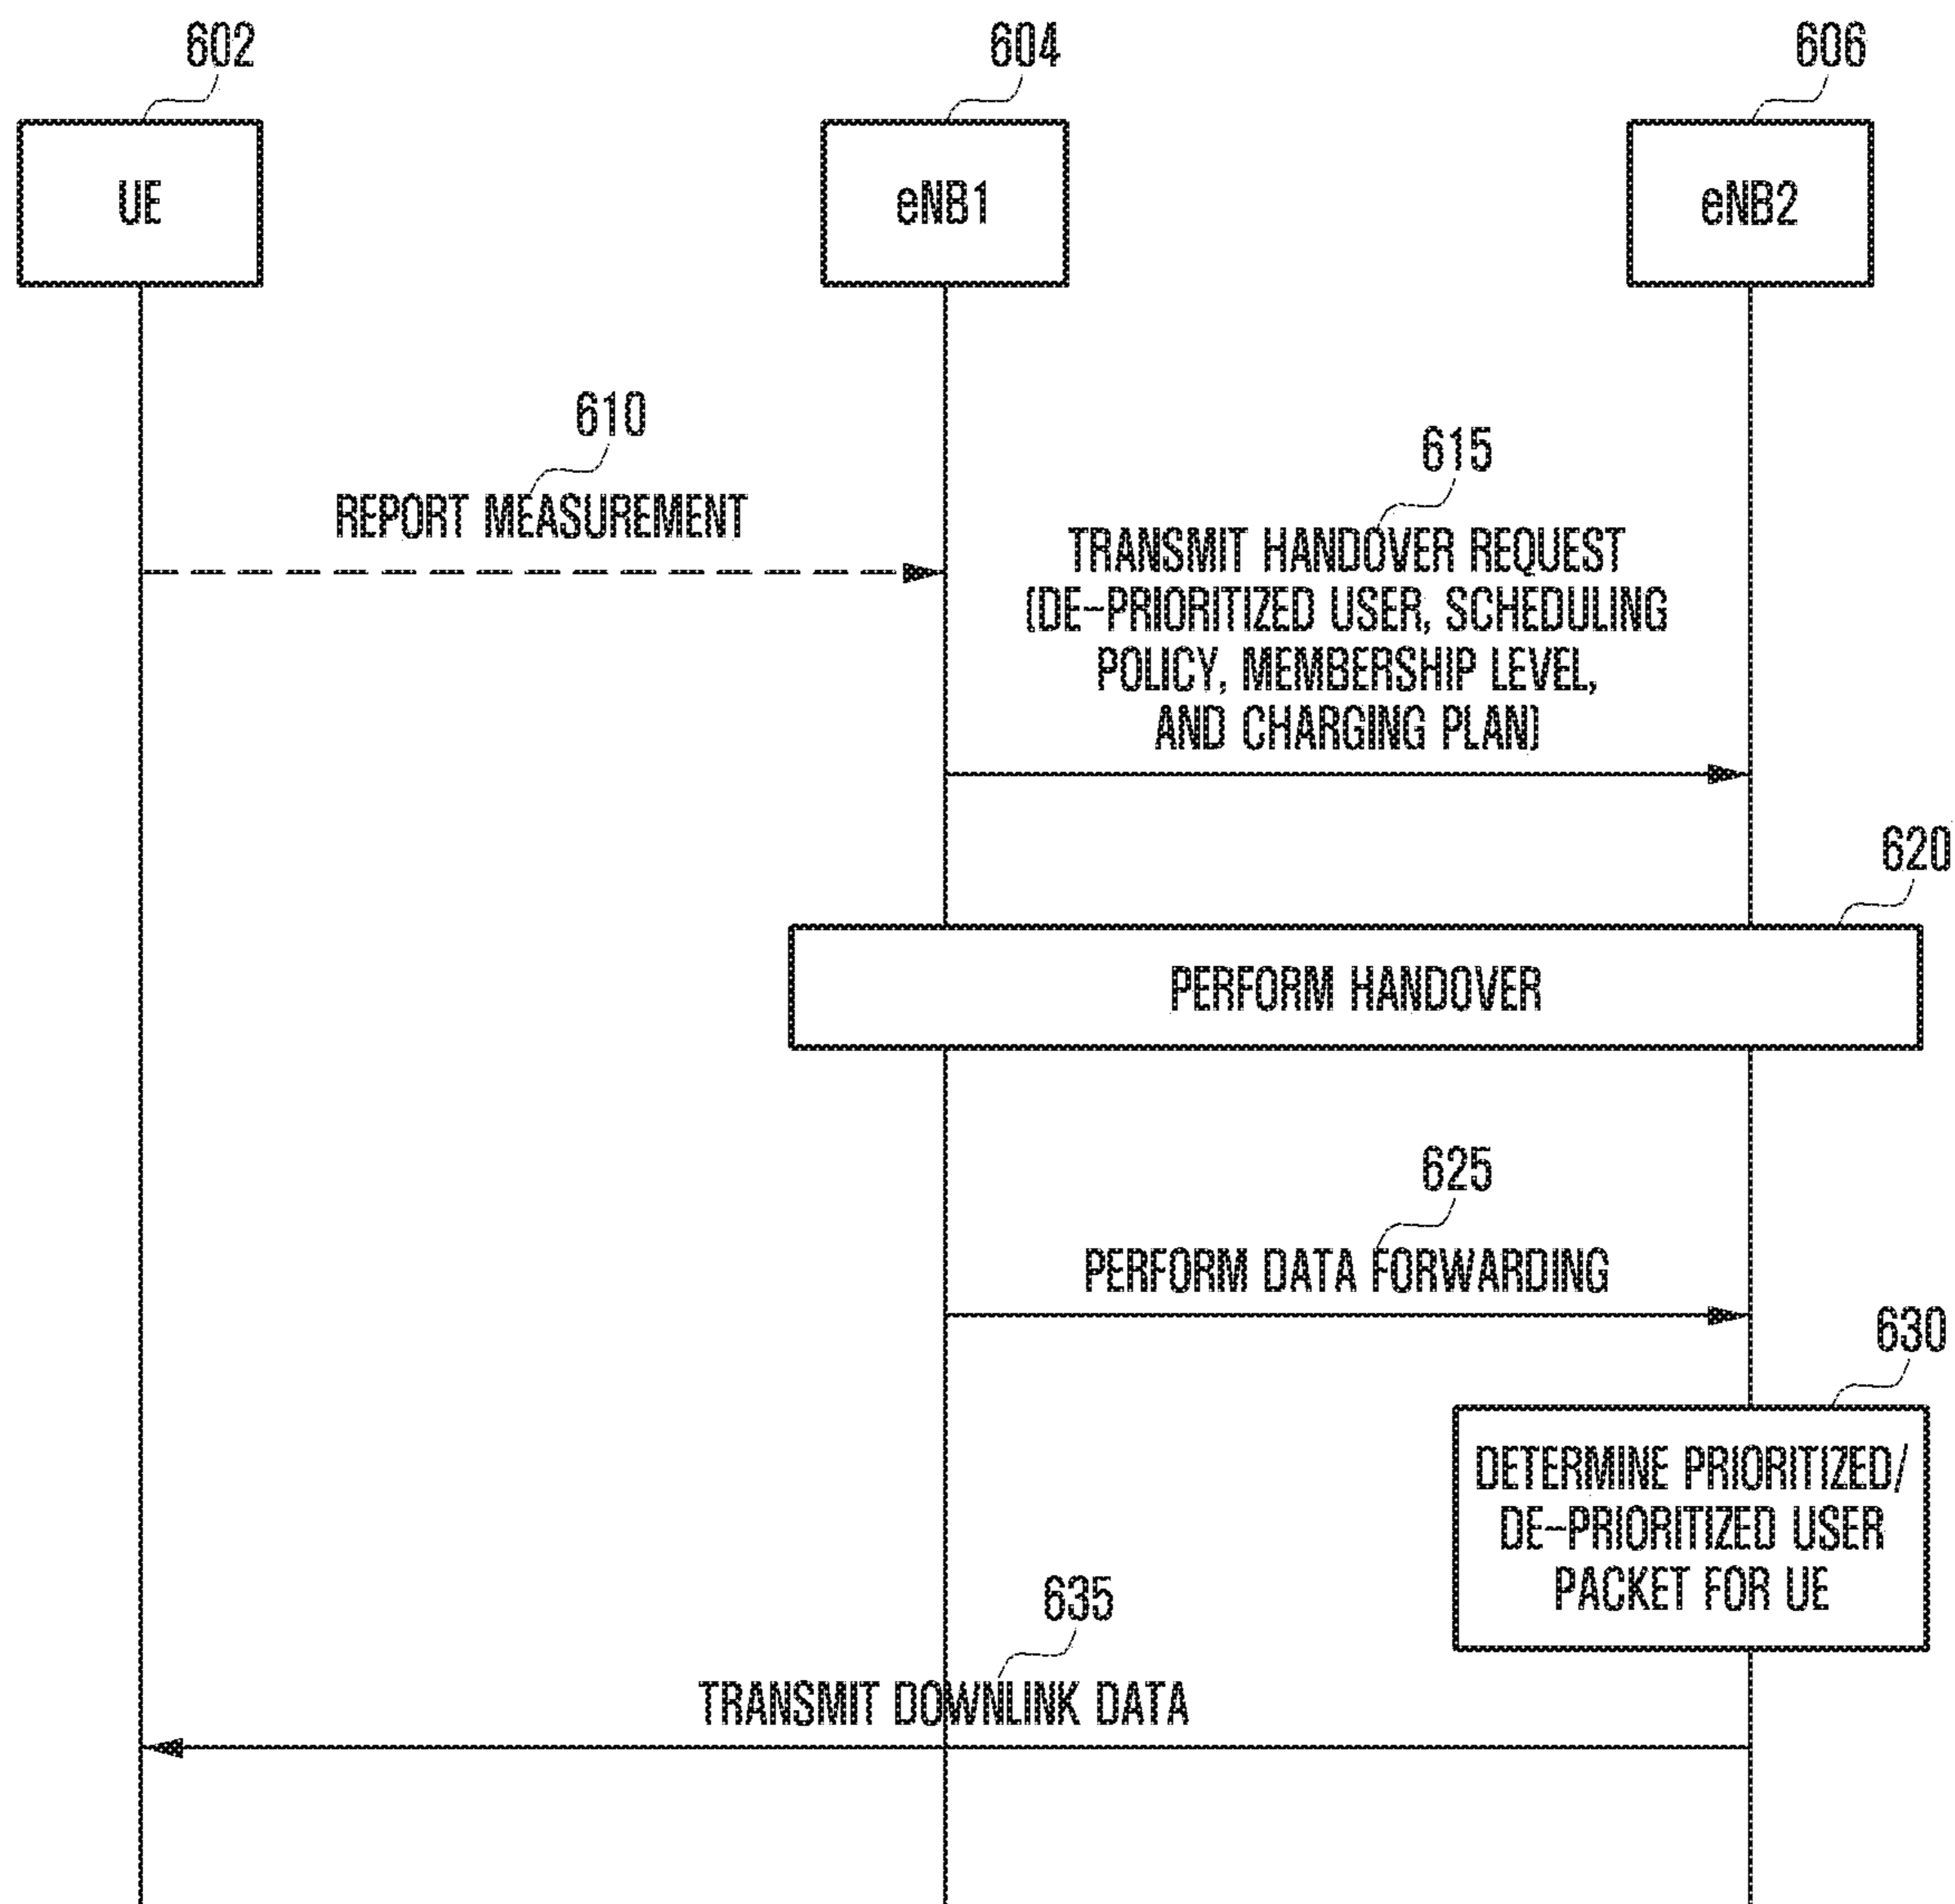 602
604
606
UE
eNB1
eNB2
610
REPORT MEASUREMENT
615
TRANSMIT HANDOVER REQUEST
(DE-PRIORITIZED USER, SCHEDULING
POLICY, MEMBERSHIP LEVEL,
AND CHARGING PLAN)
620
PERFORM HANDOVER
625
PERFORM DATA FORWARDING
630
DETERMINE PRIORITIZED/
DE-PRIORITIZED USER
PACKET FOR UE
635
TRANSMIT DOWNLINK DATA